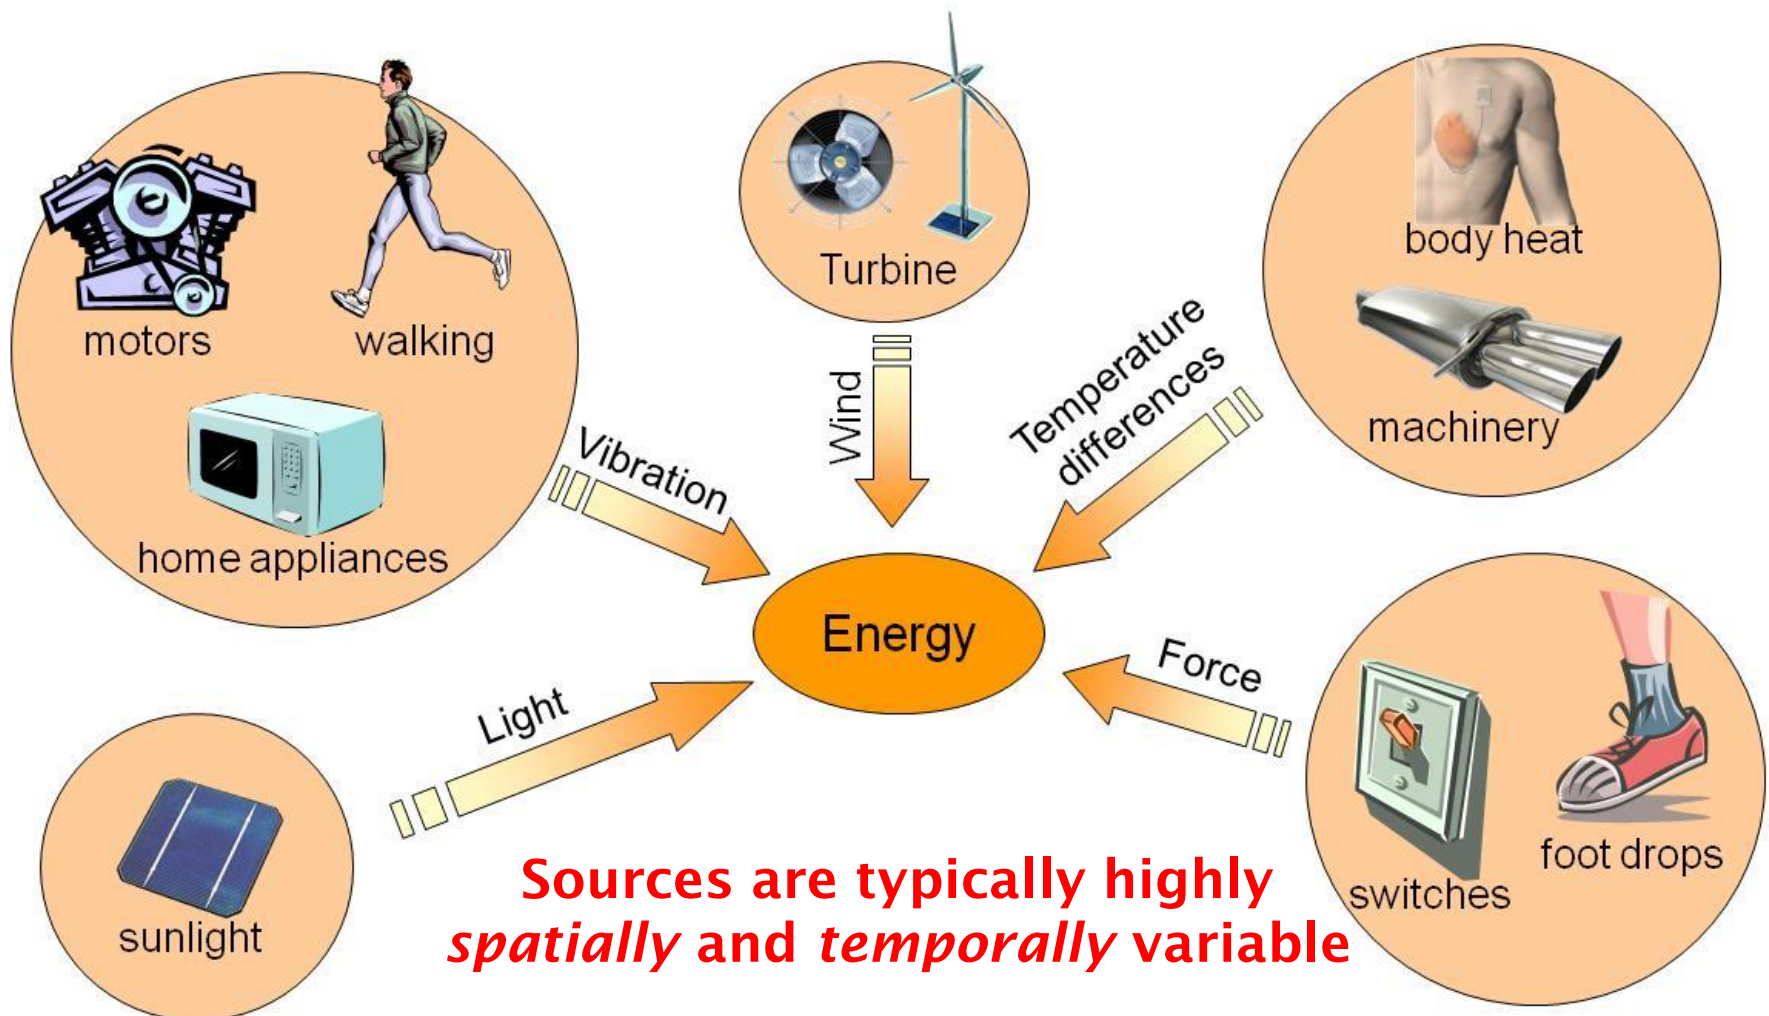 motors
walking
home appliances
Vibration
Turbine
Wind
Temperature
differences
body heat
machinery
Energy
Light
sunlight
Force
switches
foot drops
Sources are typically highly
spatially and temporally variable